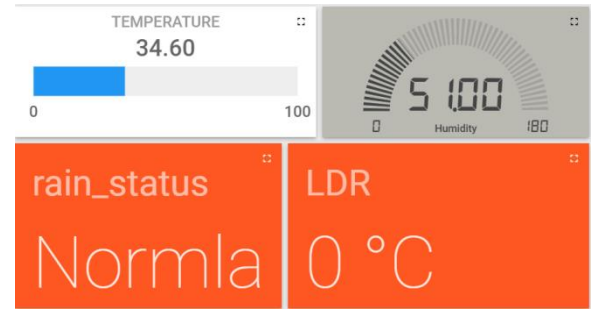 TEMPERATURE
34.60
0 100
51.00
0 Humidity 180
rain_status
Normla
LDR
0 °C